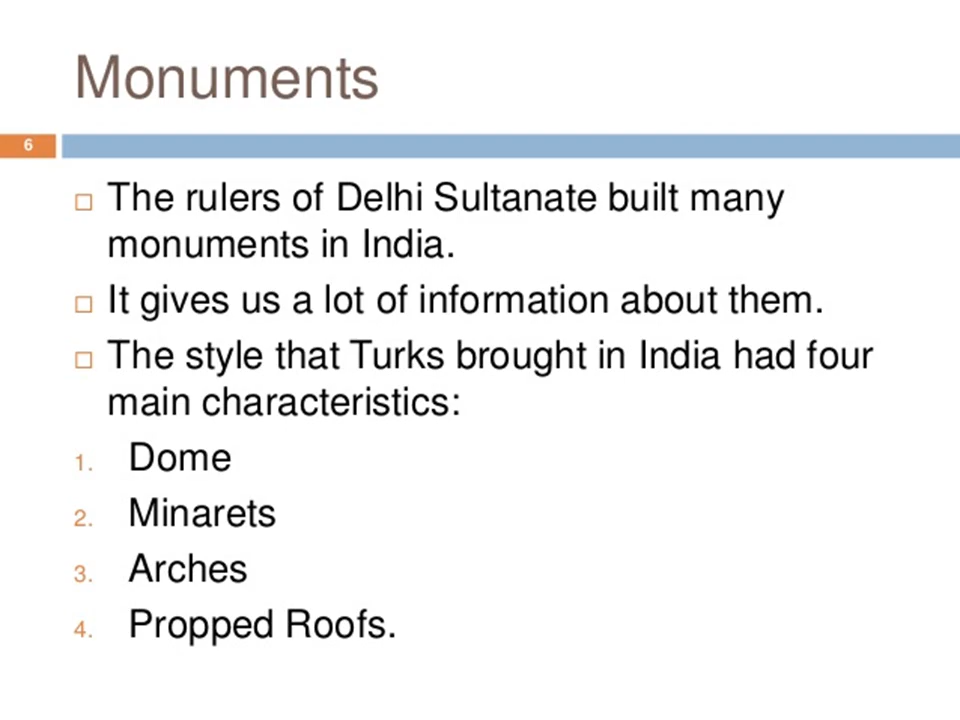 Monuments
6
□ The rulers of Delhi Sultanate built many
monuments in India.
□ It gives us a lot of information about them.
□ The style that Turks brought in India had four
main characteristics:
1. Dome
2. Minarets
3. Arches
4. Propped Roofs.